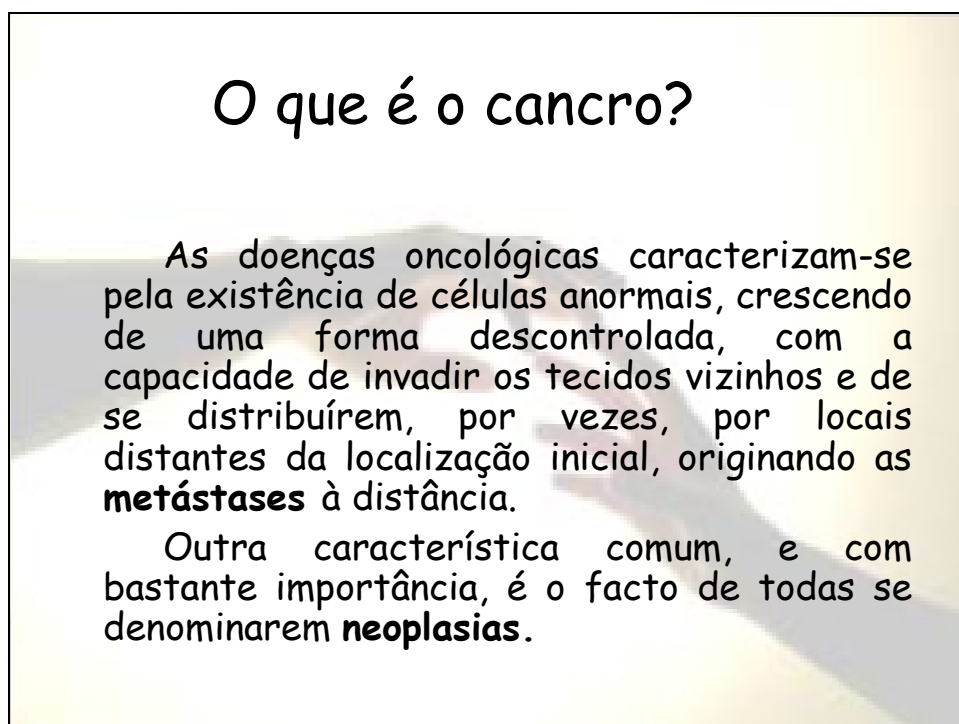 O que é o cancro?
As doenças oncológicas caracterizam-se
pela existência de células anormais, crescendo
de uma forma descontrolada, com a
capacidade de invadir os tecidos vizinhos e de
se distribuírem, por vezes, por locais
distantes da localização inicial, originando as
metástases à distância.
Outra característica comum, e com
bastante importância, é o facto de todas se
denominarem neoplasias.